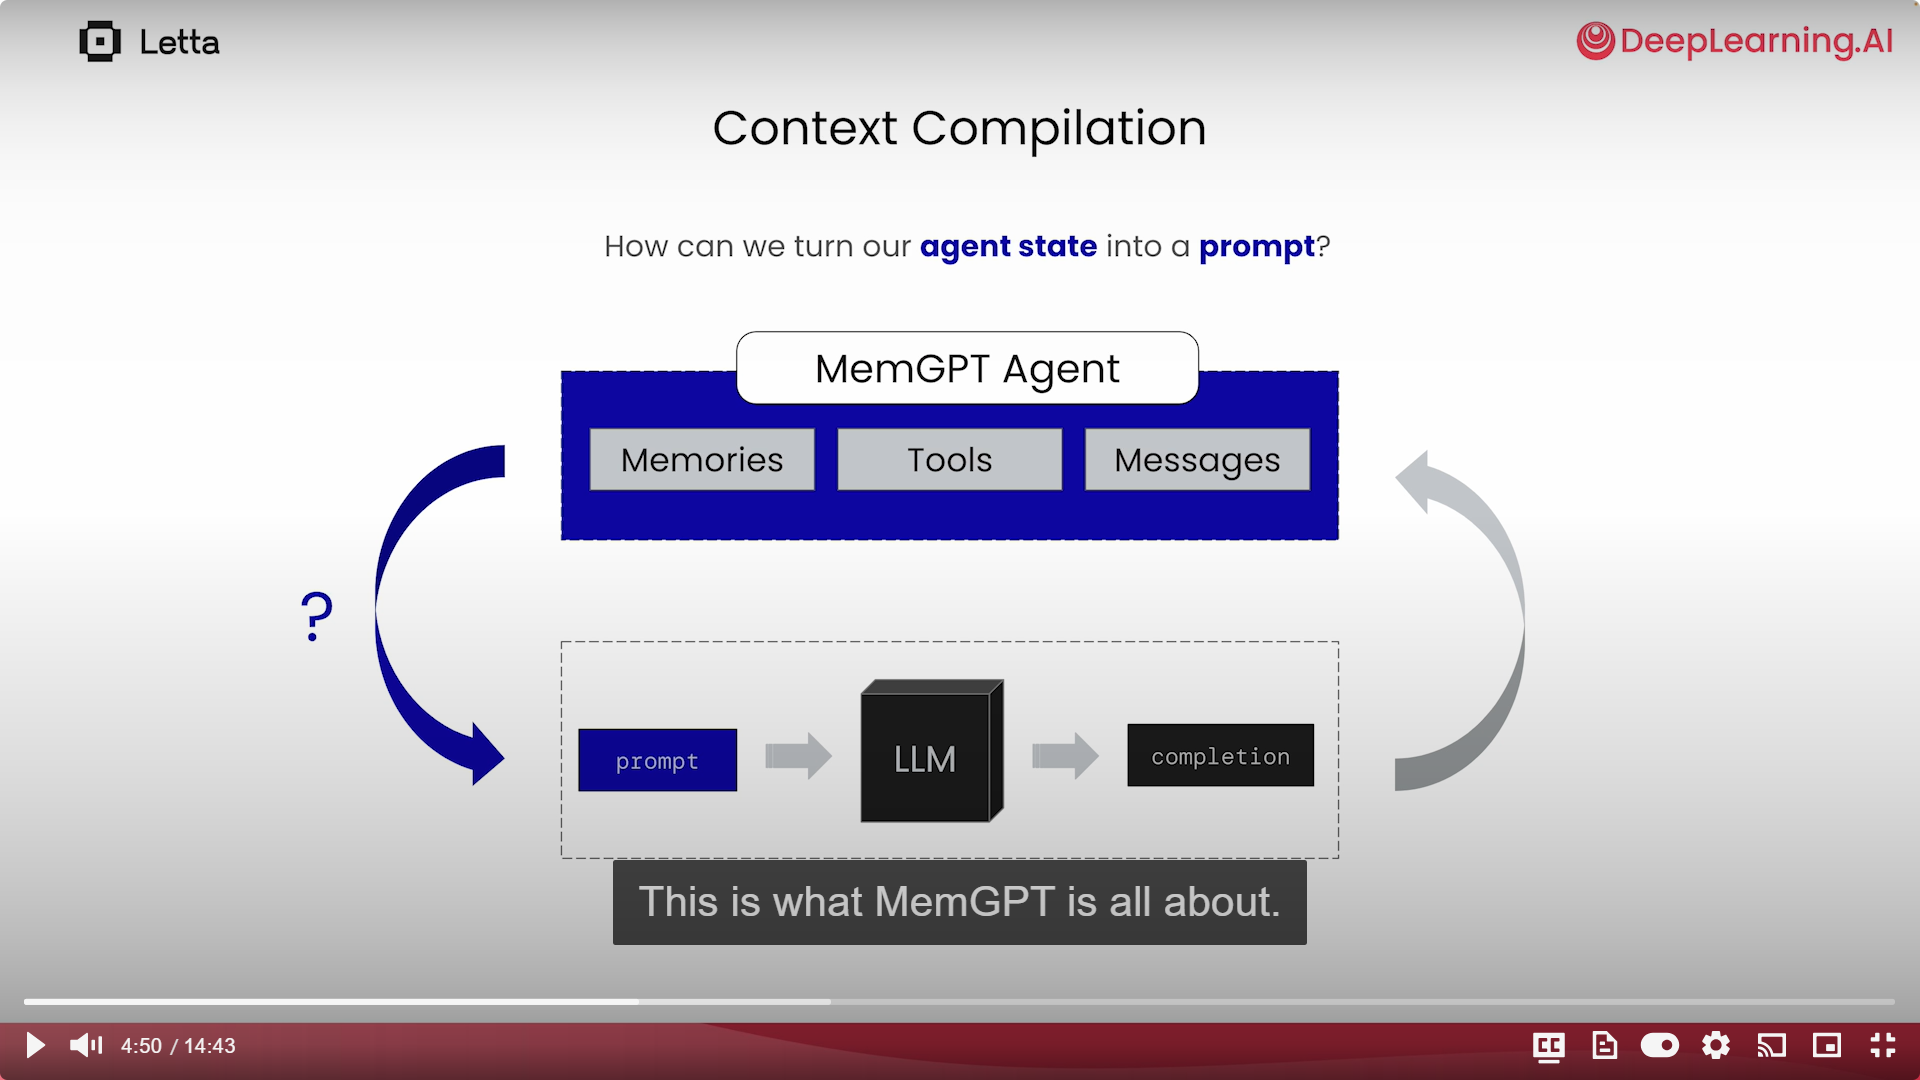 Letta
DeepLearning.AI
Context Compilation
How can we turn our agent state into a prompt?
MemGPT Agent
Memories
Tools
Messages
?
prompt
LLM
completion
This is what MemGPT is all about.
4:50 / 14:43
CC